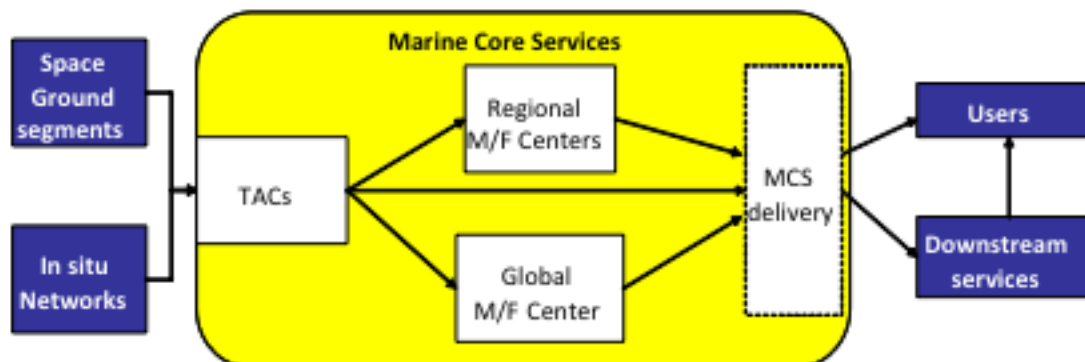 Marine Core Services
Space
Ground
segments
In situ
Networks
TACs
Regional
M/F Centers
Global
M/F Center
MCS
delivery
Users
Downstream
services